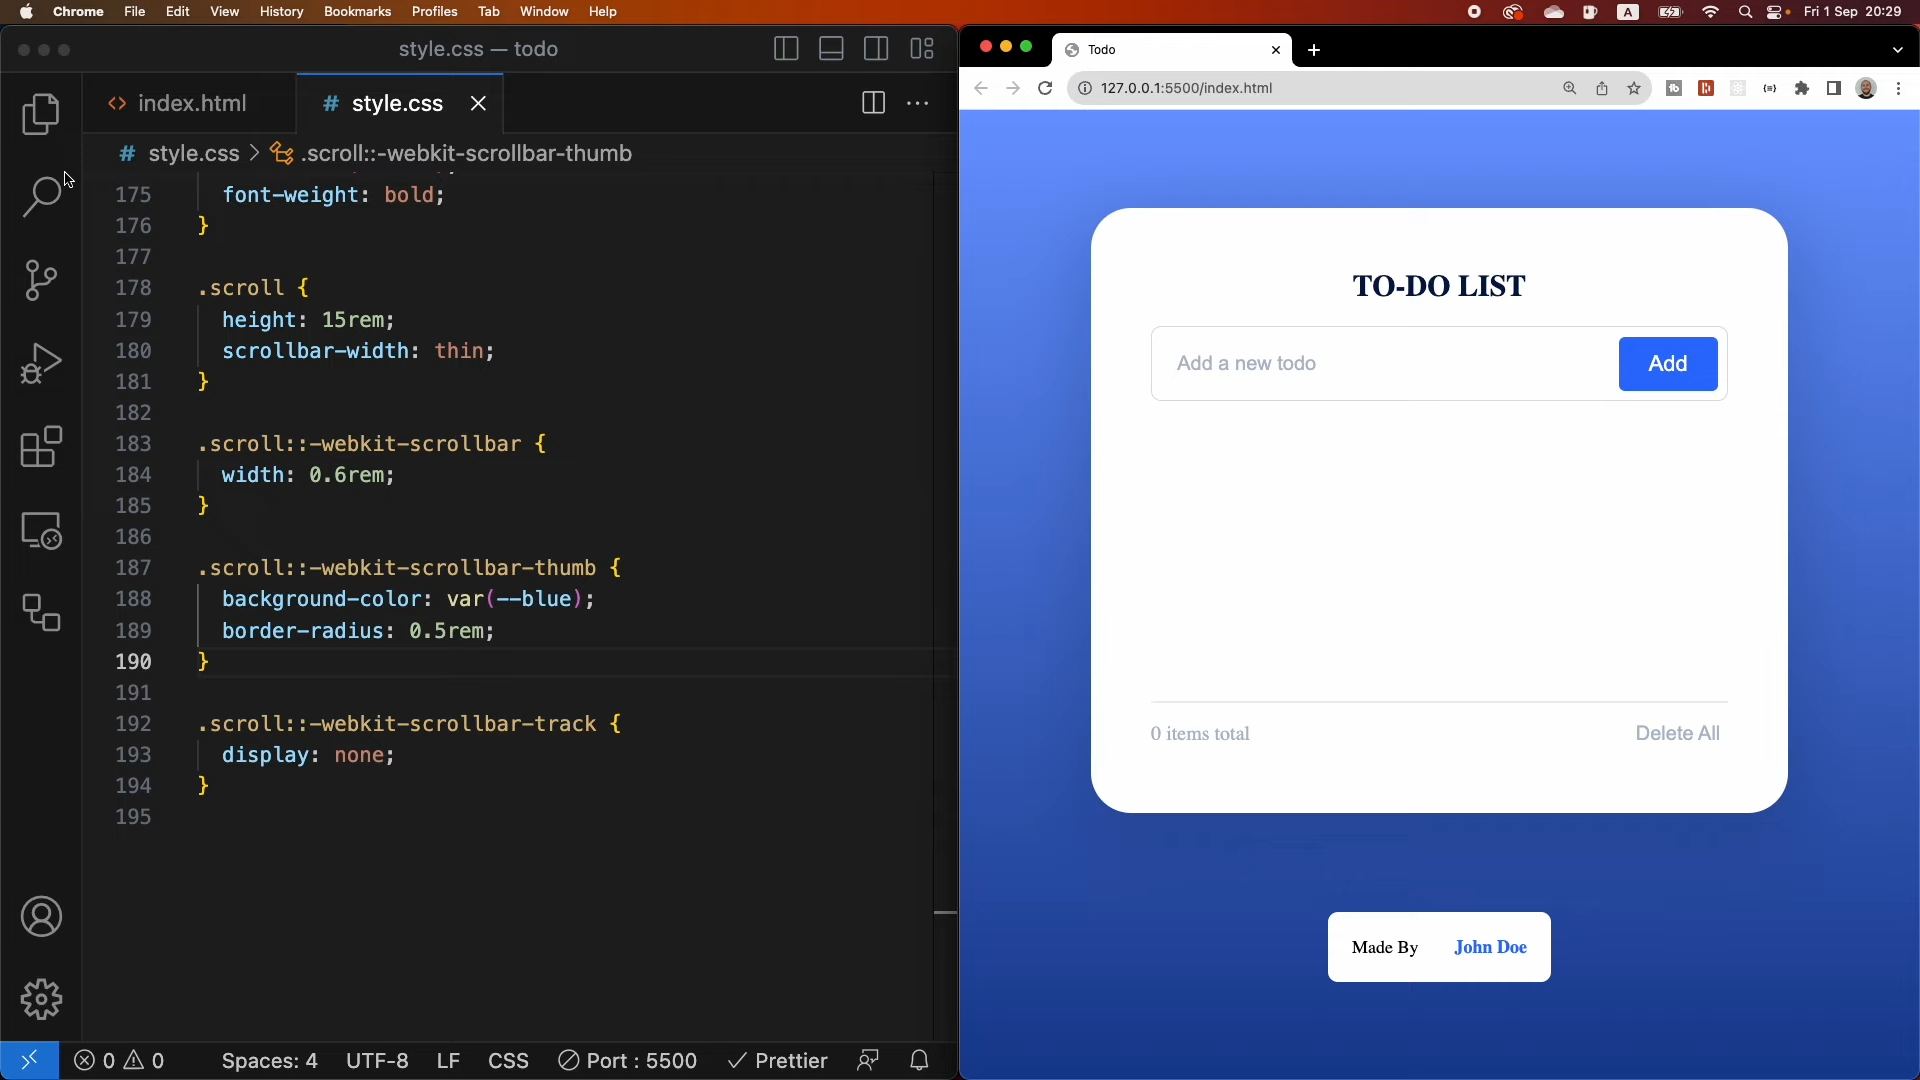 Chrome File Edit View History Bookmarks Profiles Tab Window Help
A
Fri 1 Sep 20:29
style.css — todo
<> index.html
# style.css
# style.css > .scroll::-webkit-scrollbar-thumb
175 font-weight: bold;
176 }
177
178 .scroll {
179 height: 15rem;
180 scrollbar-width: thin;
181 }
182
183 .scroll::-webkit-scrollbar {
184 width: 0.6rem;
185 }
186
187 .scroll::-webkit-scrollbar-thumb {
188 background-color: var(--blue);
189 border-radius: 0.5rem;
190 }
191
192 .scroll::-webkit-scrollbar-track {
193 display: none;
194 }
195
0 0 Spaces: 4 UTF-8 LF CSS Port : 5500 Prettier
Todo
127.0.0.1:5500/index.html
TO-DO LIST
Add a new todo
Add
0 items total
Delete All
Made By John Doe